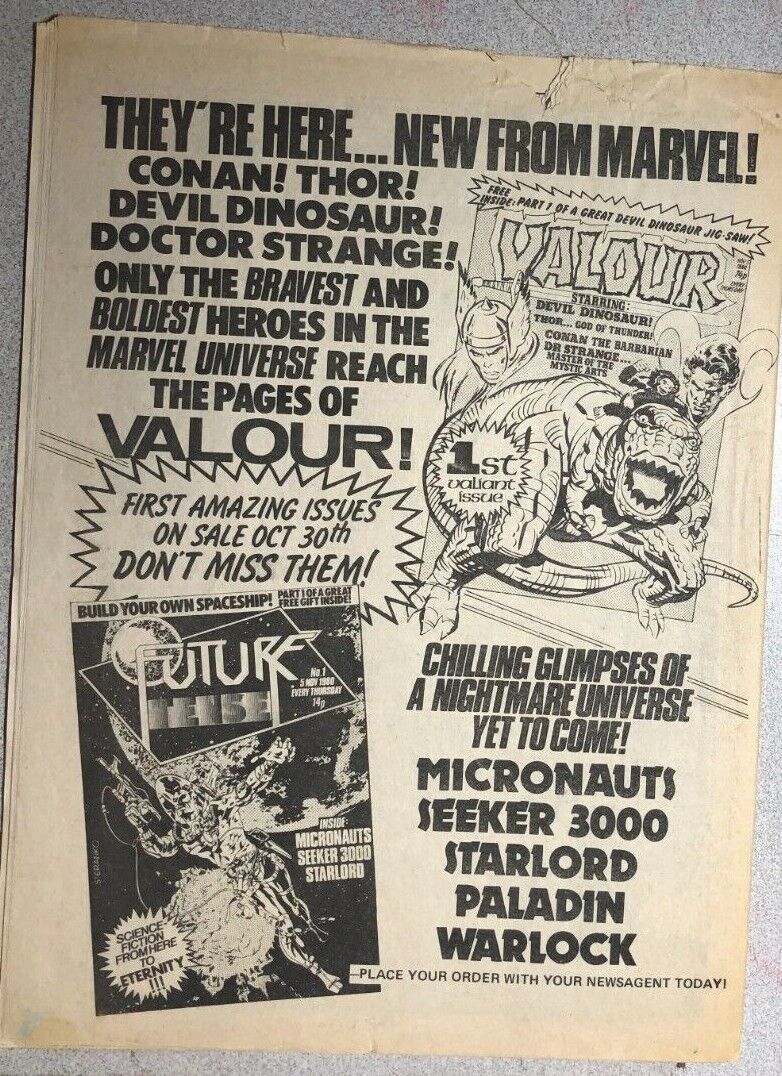 THEY'RE HERE... NEW FROM MARVEL!
CONAN! THOR!
DEVIL DINOSAUR!
DOCTOR STRANGE!
ONLY THE BRAVEST AND
BOLDEST HEROES IN THE
MARVEL UNIVERSE REACH
THE PAGES OF
VALOUR!
FREE
INSIDE: PART 1 OF A GREAT DEVIL DINOSAUR JIG-SAW!
VALOUR
STARRING:
DEVIL DINOSAUR!
THOR... GOD OF THUNDER!
CONAN THE BARBARIAN
DR STRANGE...
MASTER OF THE
MYSTIC ARTS
1st
valiant
issue
FIRST AMAZING ISSUES
ON SALE OCT 30th
DON'T MISS THEM!
BUILD YOUR OWN SPACESHIP!
PART 1 OF A GREAT
FREE GIFT INSIDE!
FUTURE
TENSE
No.1
5 NOV 1980
EVERY THURSDAY
14p
INSIDE:
MICRONAUTS
SEEKER 3000
STARLORD
STERANKO
SCIENCE
FICTION
FROM HERE
TO
ETERNITY
!!!
CHILLING GLIMPSES OF
A NIGHTMARE UNIVERSE
YET TO COME!
MICRONAUTS
SEEKER 3000
STARLORD
PALADIN
WARLOCK
—PLACE YOUR ORDER WITH YOUR NEWSAGENT TODAY!